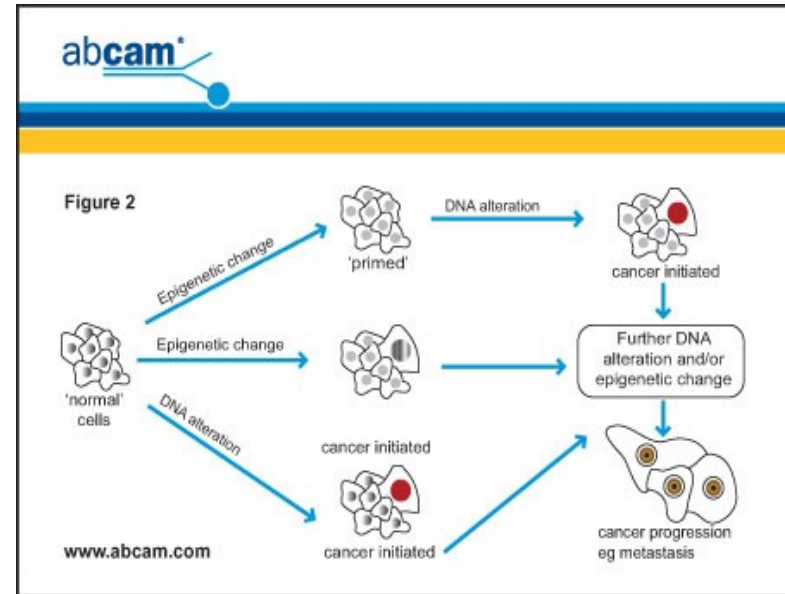 abcam®
Figure 2
Epigenetic change
'primed'
DNA alteration
cancer initiated
'normal'
cells
Epigenetic change
Further DNA
alteration and/or
epigenetic change
DNA alteration
cancer initiated
cancer initiated
cancer progression
eg metastasis
www.abcam.com